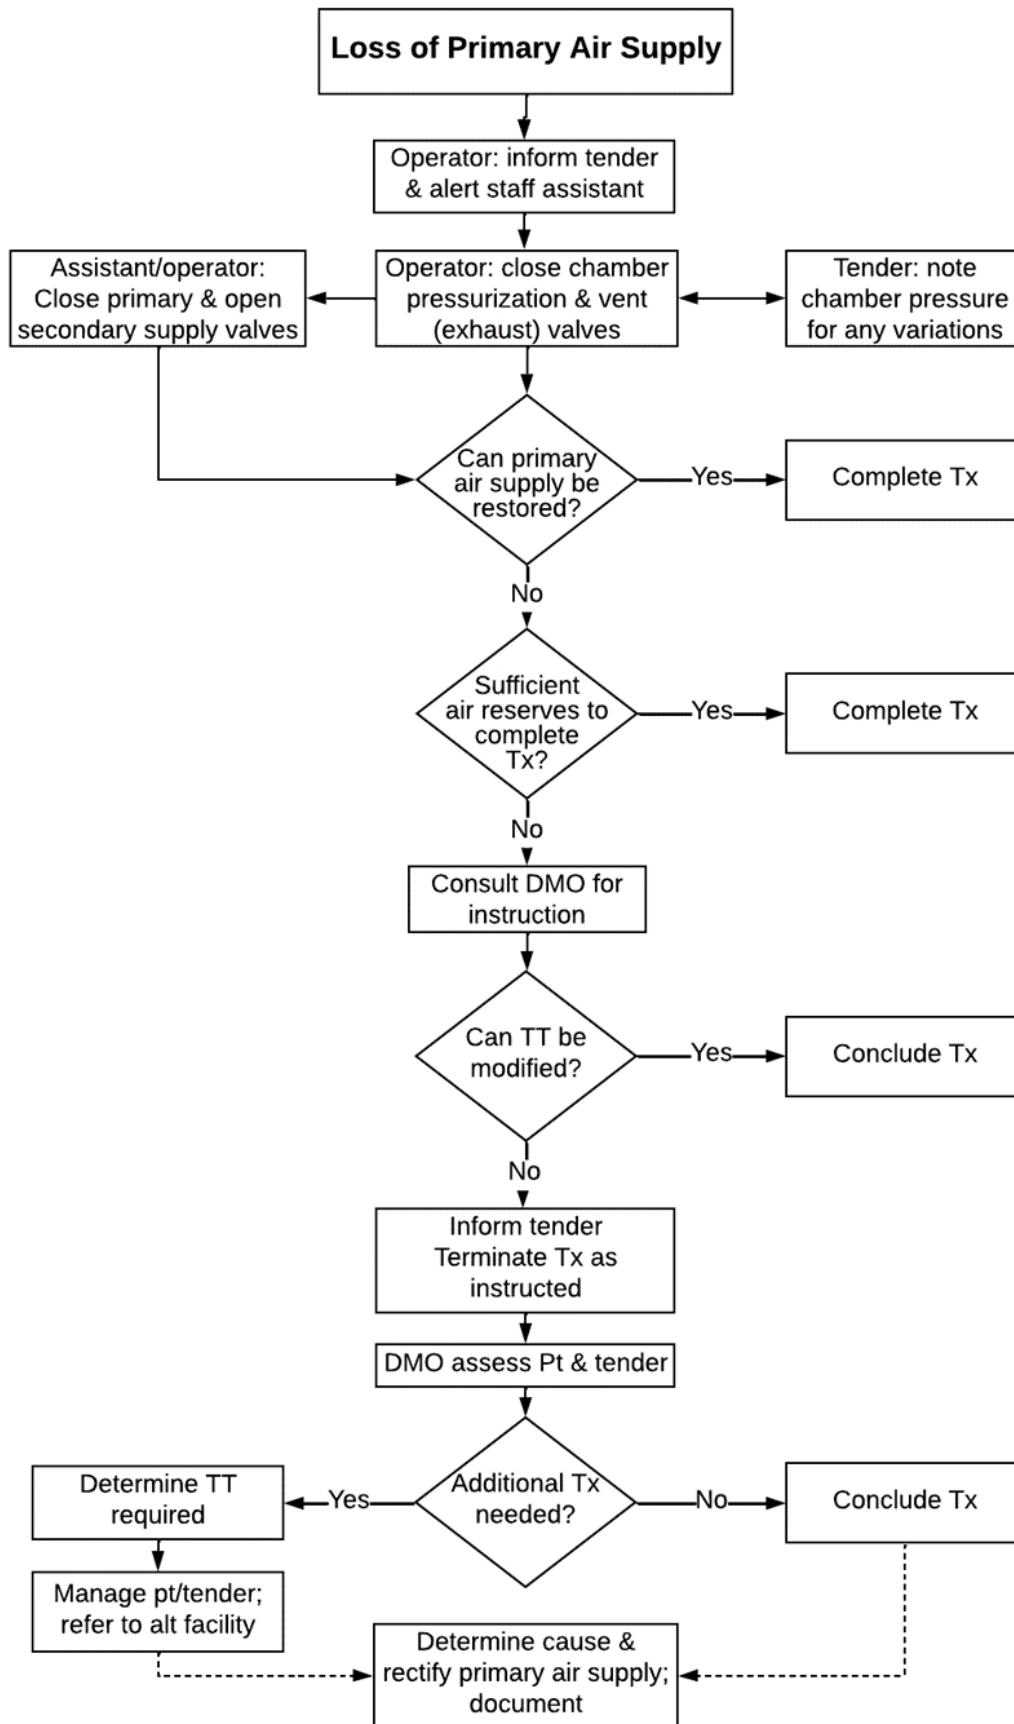 Loss of Primary Air Supply
Operator: inform tender
& alert staff assistant
Assistant/operator:
Close primary & open
secondary supply valves
Operator: close chamber
pressurization & vent
(exhaust) valves
Tender: note
chamber pressure
for any variations
Can primary
air supply be
restored?
Yes
Complete Tx
No
Sufficient
air reserves to
complete
Tx?
Yes
Complete Tx
No
Consult DMO for
instruction
Can TT be
modified?
Yes
Conclude Tx
No
Inform tender
Terminate Tx as
instructed
DMO assess Pt & tender
Additional Tx
needed?
Yes
Determine TT
required
No
Conclude Tx
Manage pt/tender;
refer to alt facility
Determine cause &
rectify primary air supply;
document